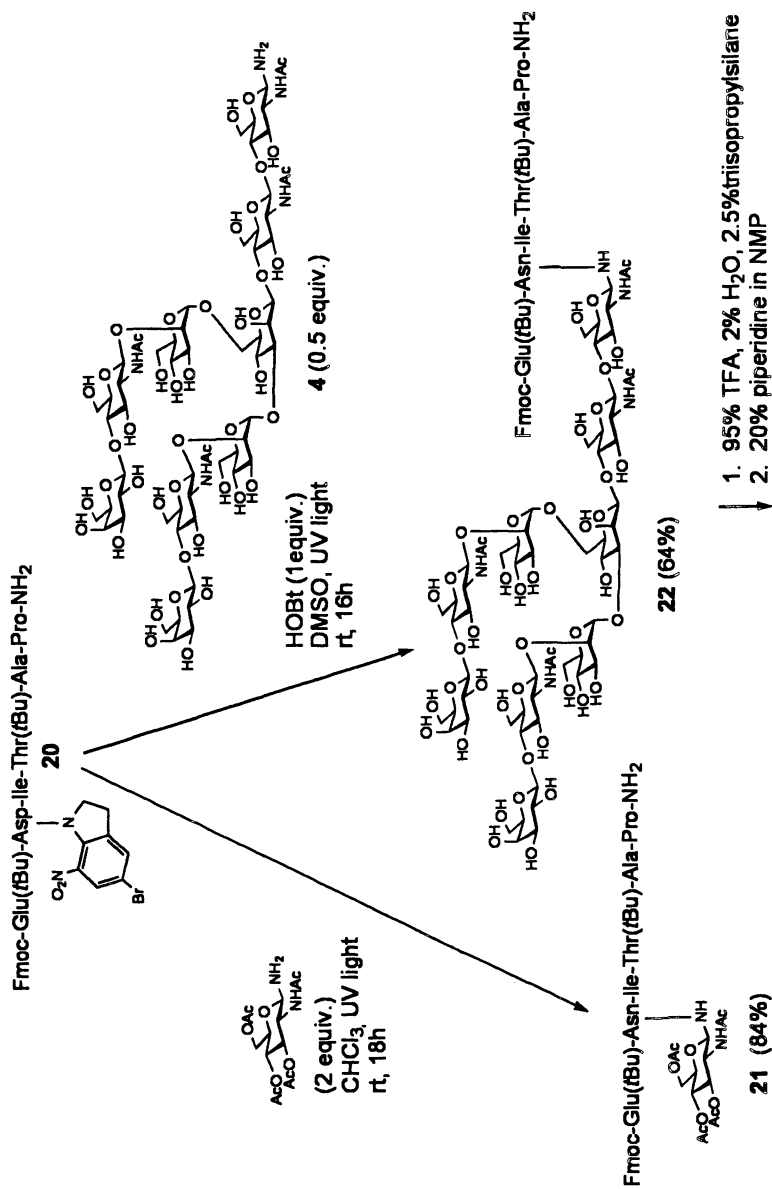 Fmoc-Glu(tBu)-Asp-Ile-Thr(tBu)-Ala-Pro-NH₂
N
O₂N
Br
20
OAc
AcO
AcO
O
NH₂
NHAc
(2 equiv.)
CHCl₃, UV light
rt, 18h
HOBt (1equiv.)
DMSO, UV light
rt, 16h
4 (0.5 equiv.)
Fmoc-Glu(tBu)-Asn-Ile-Thr(tBu)-Ala-Pro-NH₂
OAc
AcO
AcO
O
NH
NHAc
21 (84%)
Fmoc-Glu(tBu)-Asn-Ile-Thr(tBu)-Ala-Pro-NH₂
NH
NHAc
22 (64%)
1. 95% TFA, 2% H₂O, 2.5%triisopropylsilane
2. 20% piperidine in NMP